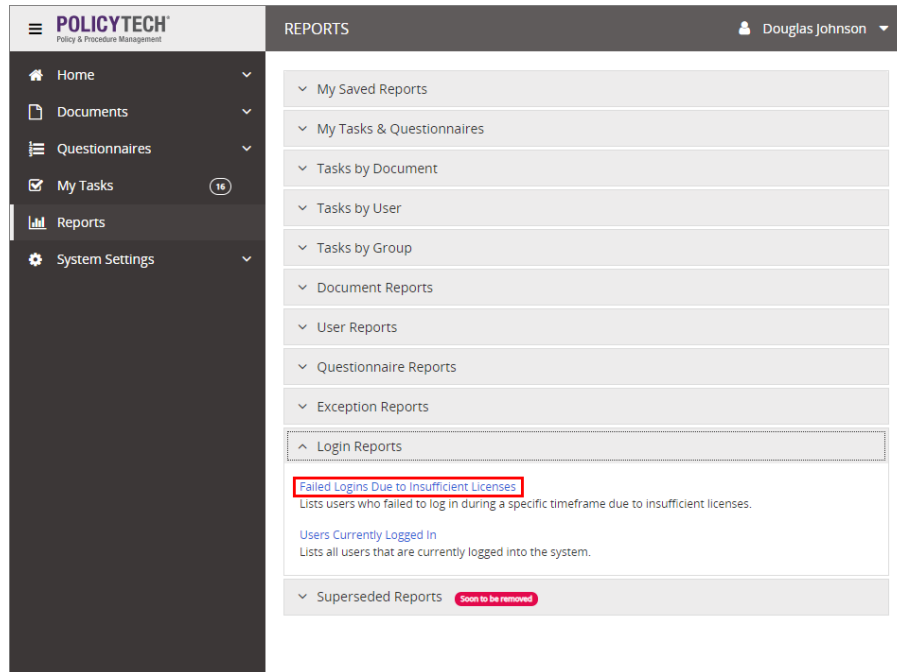 POLICYTECH®
Policy & Procedure Management
REPORTS
Douglas Johnson
Home
Documents
Questionnaires
My Tasks 16
Reports
System Settings
My Saved Reports
My Tasks & Questionnaires
Tasks by Document
Tasks by User
Tasks by Group
Document Reports
User Reports
Questionnaire Reports
Exception Reports
Login Reports
Failed Logins Due to Insufficient Licenses
Lists users who failed to log in during a specific timeframe due to insufficient licenses.
Users Currently Logged In
Lists all users that are currently logged into the system.
Superseded Reports Soon to be removed